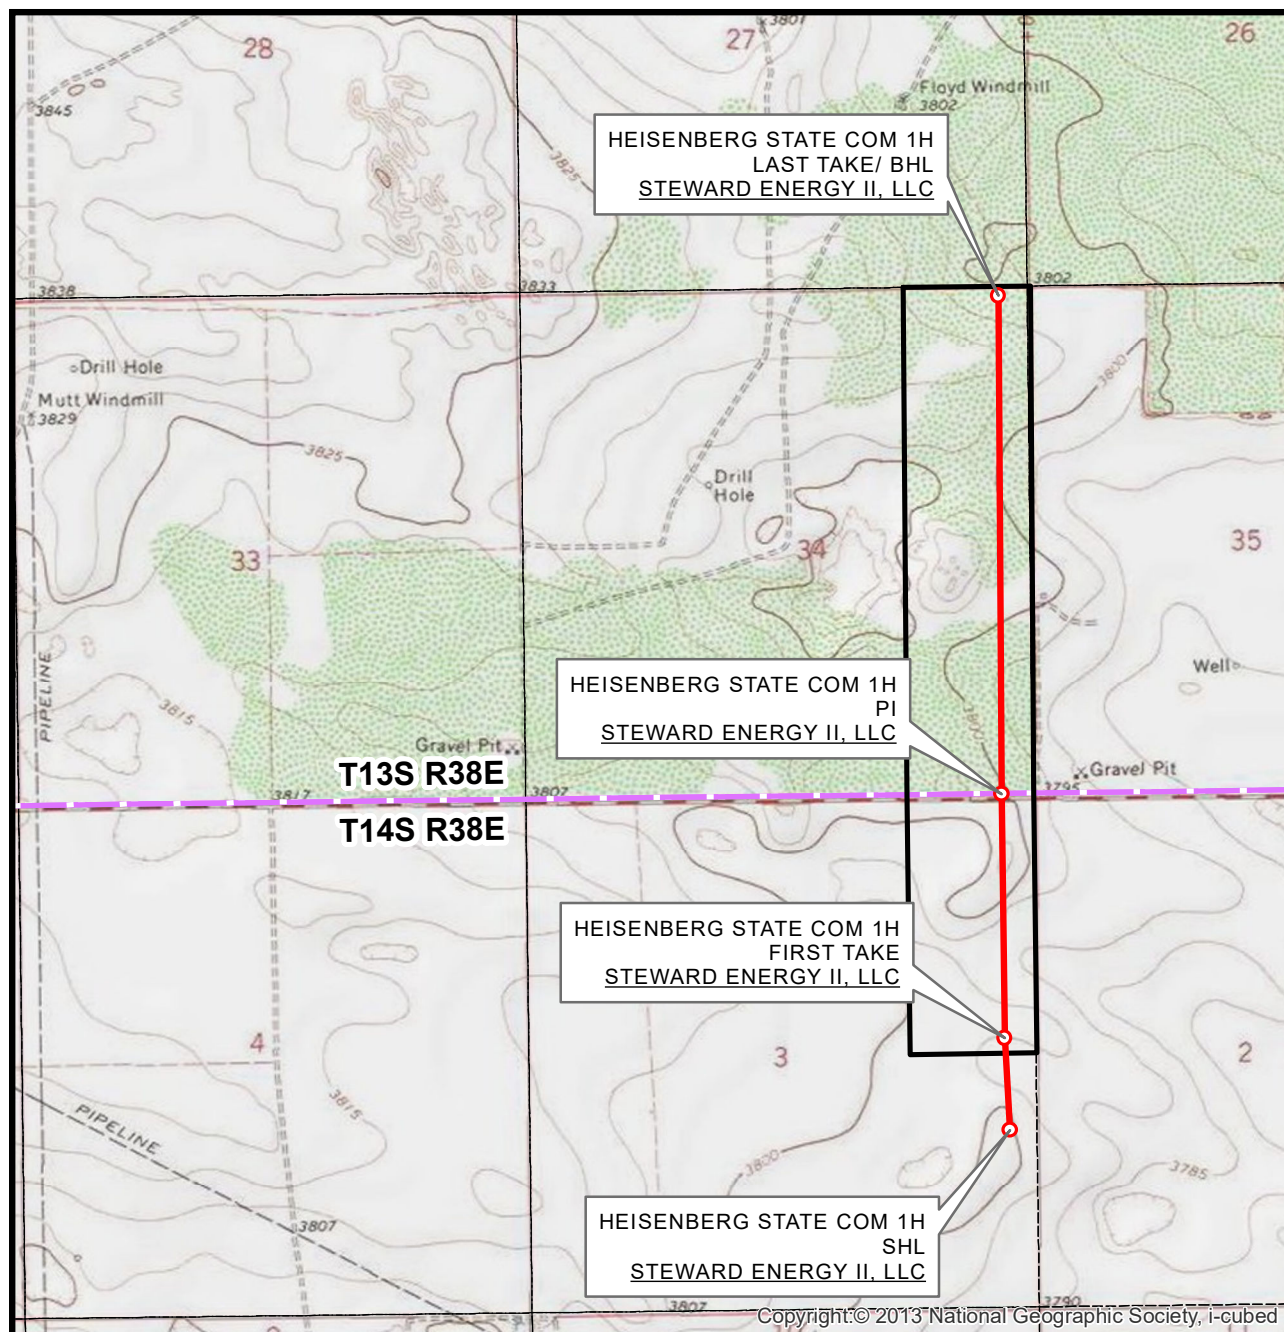 3807
28
27
26
Floyd Windmill
3802
3845
HEISENBERG STATE COM 1H
LAST TAKE/ BHL
STEWARD ENERGY II, LLC
3825
3838
3833
3802
Drill Hole
Mutt Windmill
3829
3800
3825
Drill
Hole
33
34
35
HEISENBERG STATE COM 1H
PI
STEWARD ENERGY II, LLC
Well
PIPELINE
3815
3800
Gravel Pit
Gravel Pit
T13S R38E
3817
3807
3795
T14S R38E
HEISENBERG STATE COM 1H
FIRST TAKE
STEWARD ENERGY II, LLC
4
3
2
3815
PIPELINE
3800
3785
HEISENBERG STATE COM 1H
SHL
STEWARD ENERGY II, LLC
3807
3807
3790
Copyright:© 2013 National Geographic Society, i-cubed